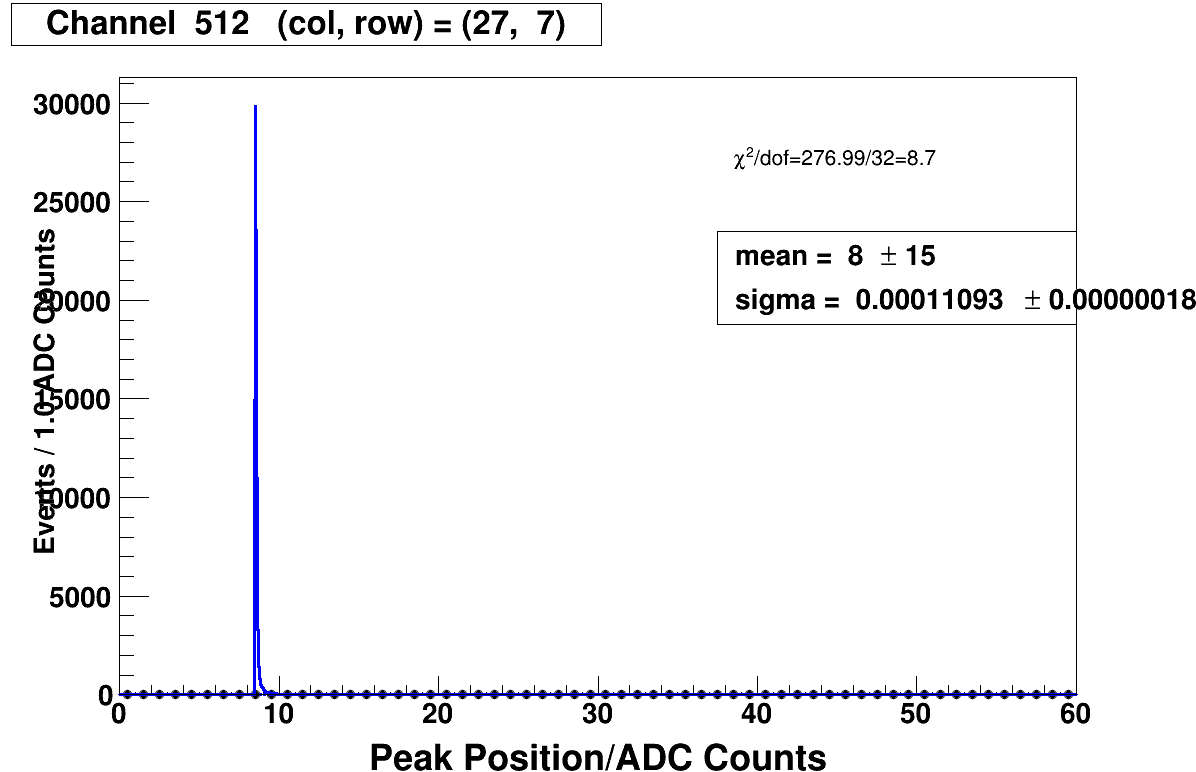 Channel 512 (col, row) = (27, 7)
χ²/dof=276.99/32=8.7
mean = 8 ± 15
sigma = 0.00011093 ± 0.00000018
Events / 1.0 ADC Counts
30000
25000
20000
15000
10000
5000
0
0 10 20 30 40 50 60
Peak Position/ADC Counts